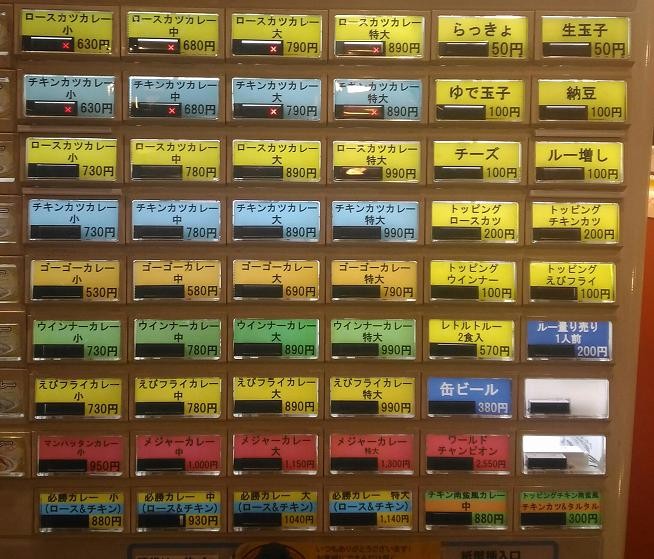 ロースカツカレー
小
630円
ロースカツカレー
中
680円
ロースカツカレー
大
790円
ロースカツカレー
特大
890円
らっきょ
50円
生玉子
50円
チキンカツカレー
小
630円
チキンカツカレー
中
680円
チキンカツカレー
大
790円
チキンカツカレー
特大
890円
ゆで玉子
100円
納豆
100円
ロースカツカレー
小
730円
ロースカツカレー
中
780円
ロースカツカレー
大
890円
ロースカツカレー
特大
990円
チーズ
100円
ルー増し
100円
チキンカツカレー
小
730円
チキンカツカレー
中
780円
チキンカツカレー
大
890円
チキンカツカレー
特大
990円
トッピング
ロースカツ
200円
トッピング
チキンカツ
200円
ゴーゴーカレー
小
530円
ゴーゴーカレー
中
580円
ゴーゴーカレー
大
690円
ゴーゴーカレー
特大
790円
トッピング
ウインナー
100円
トッピング
えびフライ
100円
ウインナーカレー
小
730円
ウインナーカレー
中
780円
ウインナーカレー
大
890円
ウインナーカレー
特大
990円
レトルトルー
2食入
570円
ルー量り売り
1人前
200円
えびフライカレー
小
730円
えびフライカレー
中
780円
えびフライカレー
大
890円
えびフライカレー
特大
990円
缶ビール
380円
マンハッタンカレー
小
950円
メジャーカレー
中
1,000円
メジャーカレー
大
1,150円
メジャーカレー
特大
1,300円
ワールド
チャンピオン
2,550円
必勝カレー 小
(ロース&チキン)
880円
必勝カレー 中
(ロース&チキン)
930円
必勝カレー 大
(ロース&チキン)
1040円
必勝カレー 特大
(ロース&チキン)
1,140円
チキン南蛮風カレー
中
880円
トッピングチキン南蛮風
チキンカツ&タルタル
300円
いつもありがとうございます!
紙幣挿入口